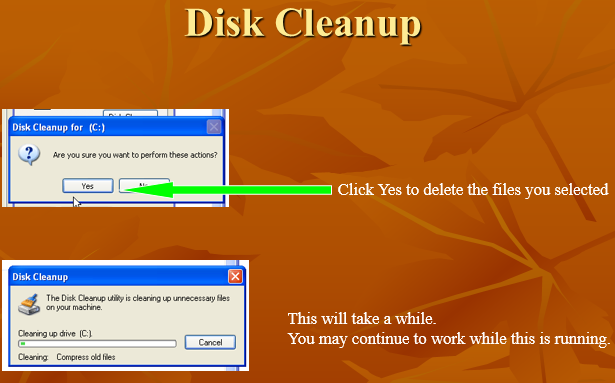 Disk Cleanup
Disk Cleanup for (C:)
Are you sure you want to perform these actions?
Yes
Click Yes to delete the files you selected
Disk Cleanup
The Disk Cleanup utility is cleaning up unnecessary files
on your machine.
Cleaning up drive (C:).
Cancel
Cleaning: Compress old files
This will take a while.
You may continue to work while this is running.